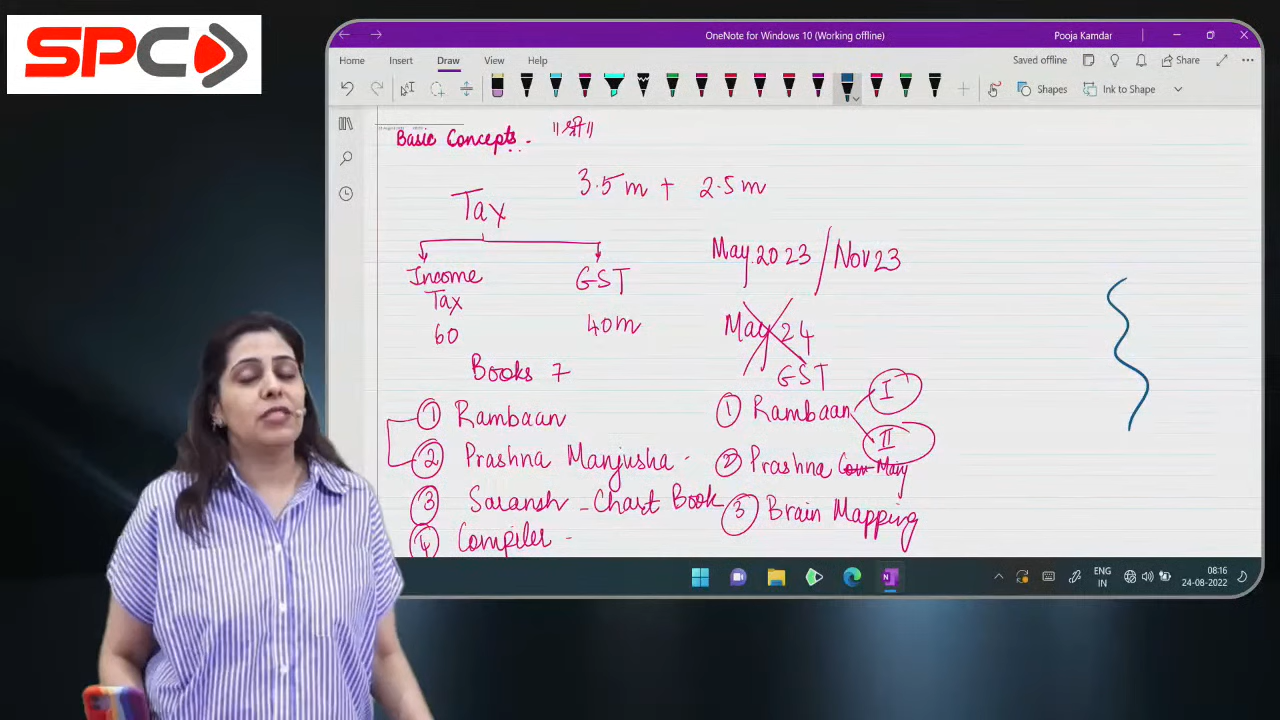 SPC
OneNote for Windows 10 (Working offline)
Pooja Kamdar
Home Insert Draw View Help
Saved offline
Share
Shapes
Ink to Shape
Basic Concepts -
॥श्री॥
3.5m + 2.5m
Tax
Income Tax
60
GST
40m
May.2023 / Nov23
May 24
Books 7
① Rambaan
② Prashna Manjusha -
③ Saransh - Chart Book
④ Compiler -
GST
① Rambaan
I
II
② Prashna Com Manj
③ Brain Mapping
ENG
IN
08:16
24-08-2022